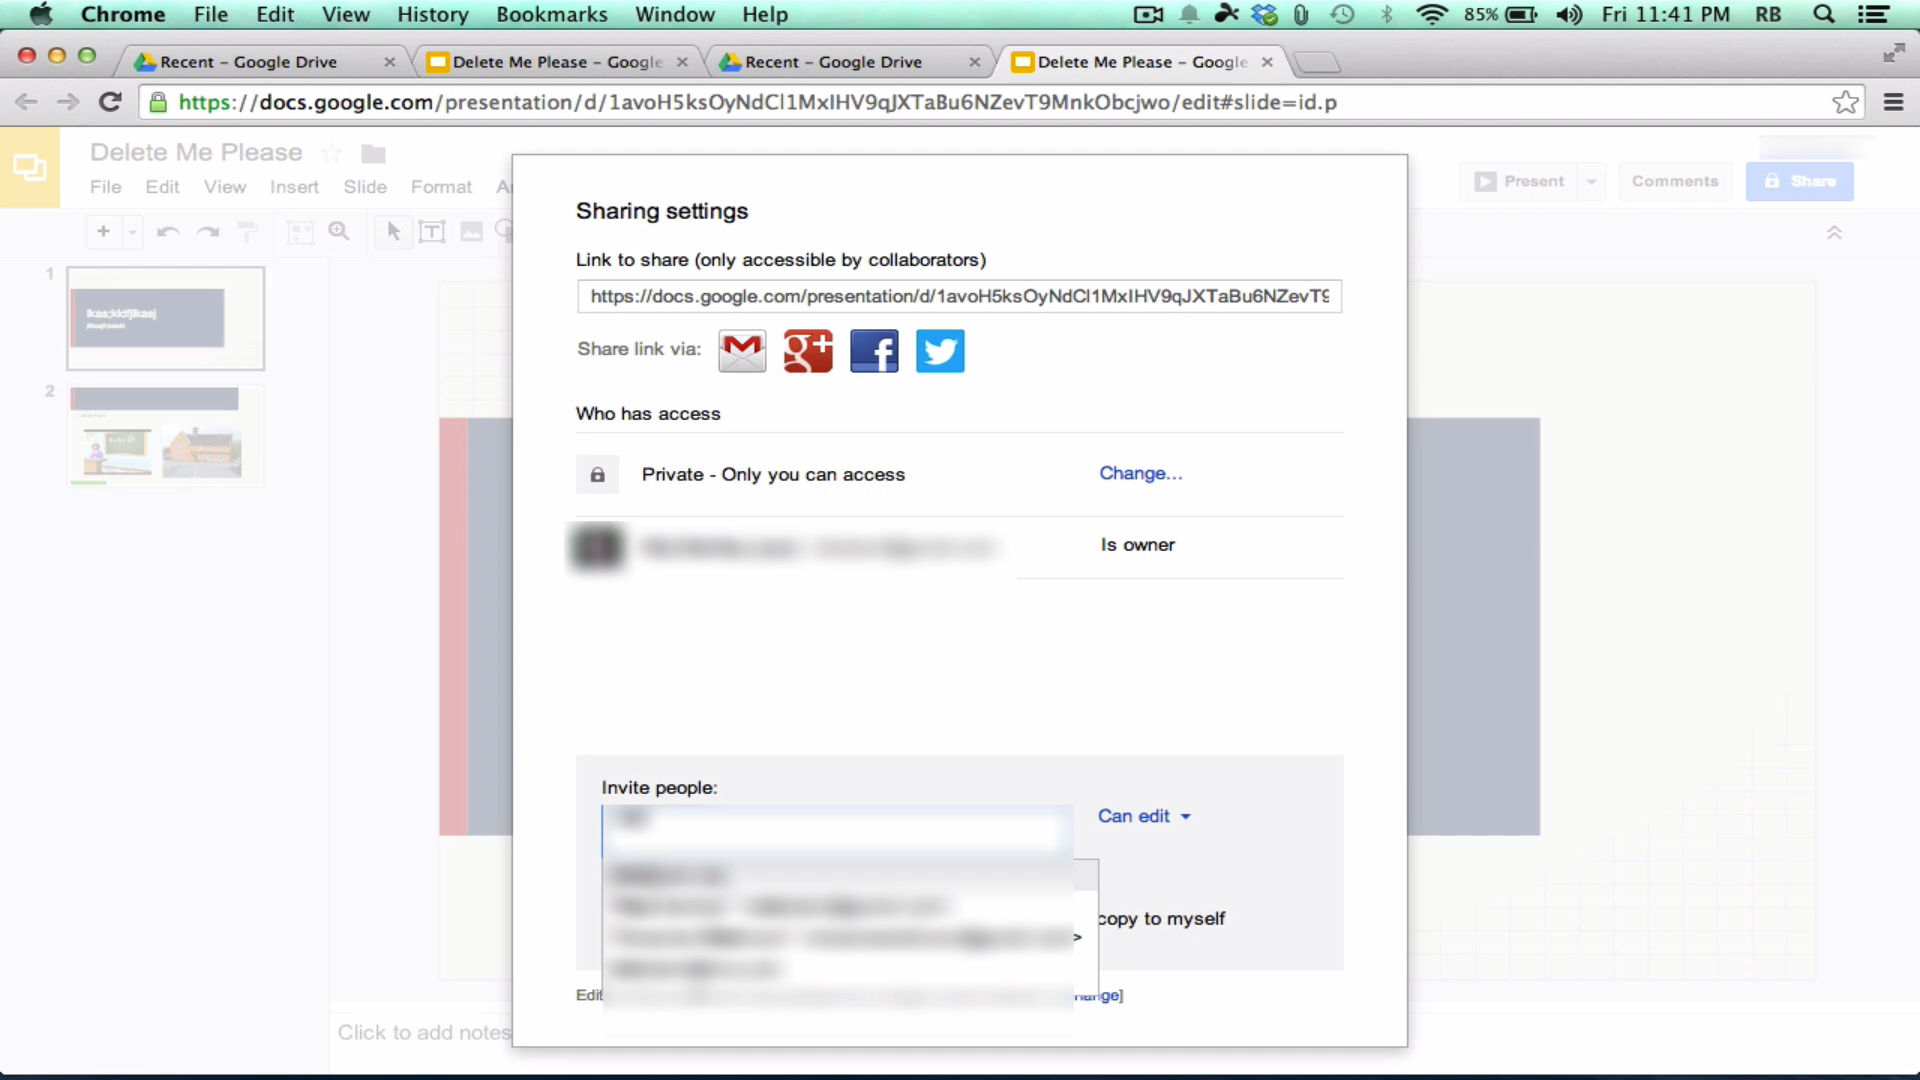 Chrome File Edit View History Bookmarks Window Help 85% Fri 11:41 PM RB
Recent – Google Drive Delete Me Please – Google Recent – Google Drive Delete Me Please – Google
https://docs.google.com/presentation/d/1avoH5ksOyNdCl1MxIHV9qJXTaBu6NZevT9MnkObcjwo/edit#slide=id.p
Delete Me Please
File Edit View Insert Slide Format
Present Comments Share
Sharing settings
Link to share (only accessible by collaborators)
https://docs.google.com/presentation/d/1avoH5ksOyNdCl1MxIHV9qJXTaBu6NZevT9
Share link via:
Who has access
Private - Only you can access Change...
Is owner
Invite people:
Can edit
copy to myself
1
lkas;kldfjlkasj
2
Click to add notes